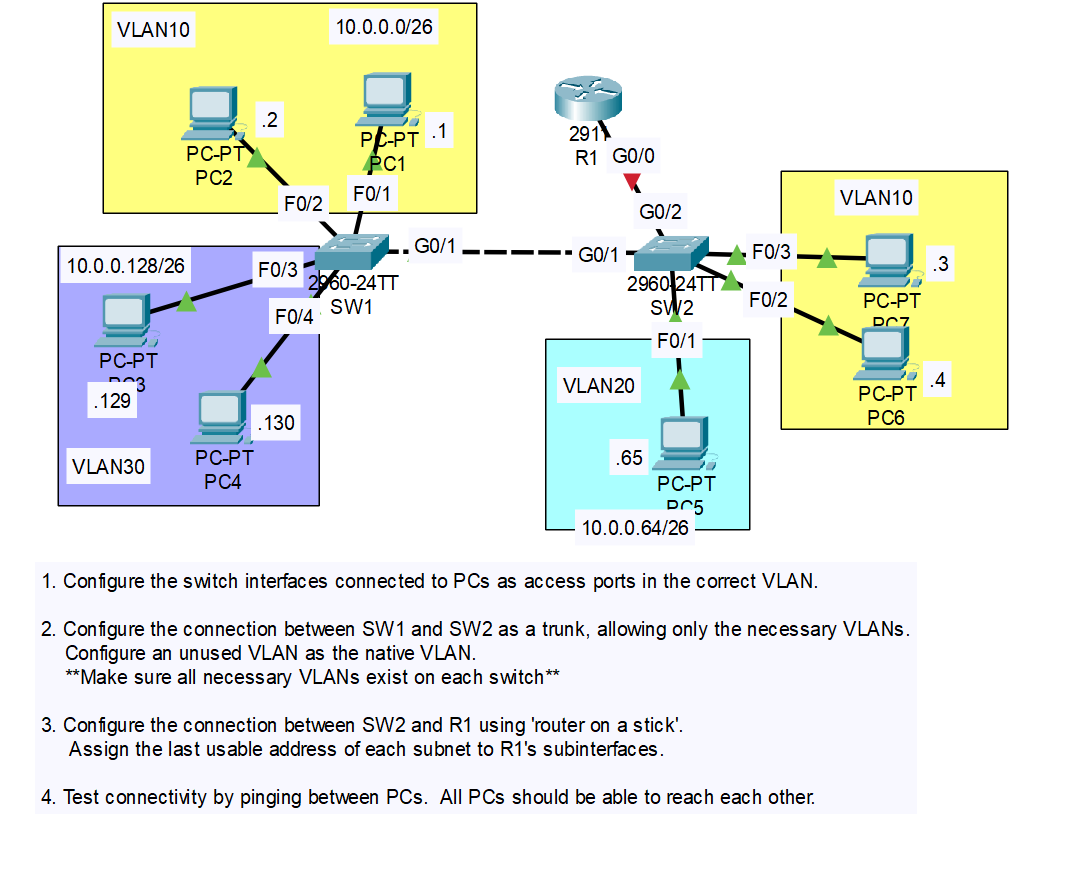 VLAN10
10.0.0.0/26
.2
.1
PC-PT
PC2
PC-PT
PC1
F0/2
F0/1
2911
R1
G0/0
G0/2
VLAN10
10.0.0.128/26
F0/3
G0/1
G0/1
F0/3
.3
2960-24TT
SW1
2960-24TT
SW2
F0/2
PC-PT
PC7
F0/4
F0/1
PC-PT
PC3
.129
VLAN20
.4
PC-PT
PC6
.130
PC-PT
PC4
VLAN30
.65
PC-PT
PC5
10.0.0.64/26
1. Configure the switch interfaces connected to PCs as access ports in the correct VLAN.
2. Configure the connection between SW1 and SW2 as a trunk, allowing only the necessary VLANs.
Configure an unused VLAN as the native VLAN.
**Make sure all necessary VLANs exist on each switch**
3. Configure the connection between SW2 and R1 using 'router on a stick'.
Assign the last usable address of each subnet to R1's subinterfaces.
4. Test connectivity by pinging between PCs.  All PCs should be able to reach each other.